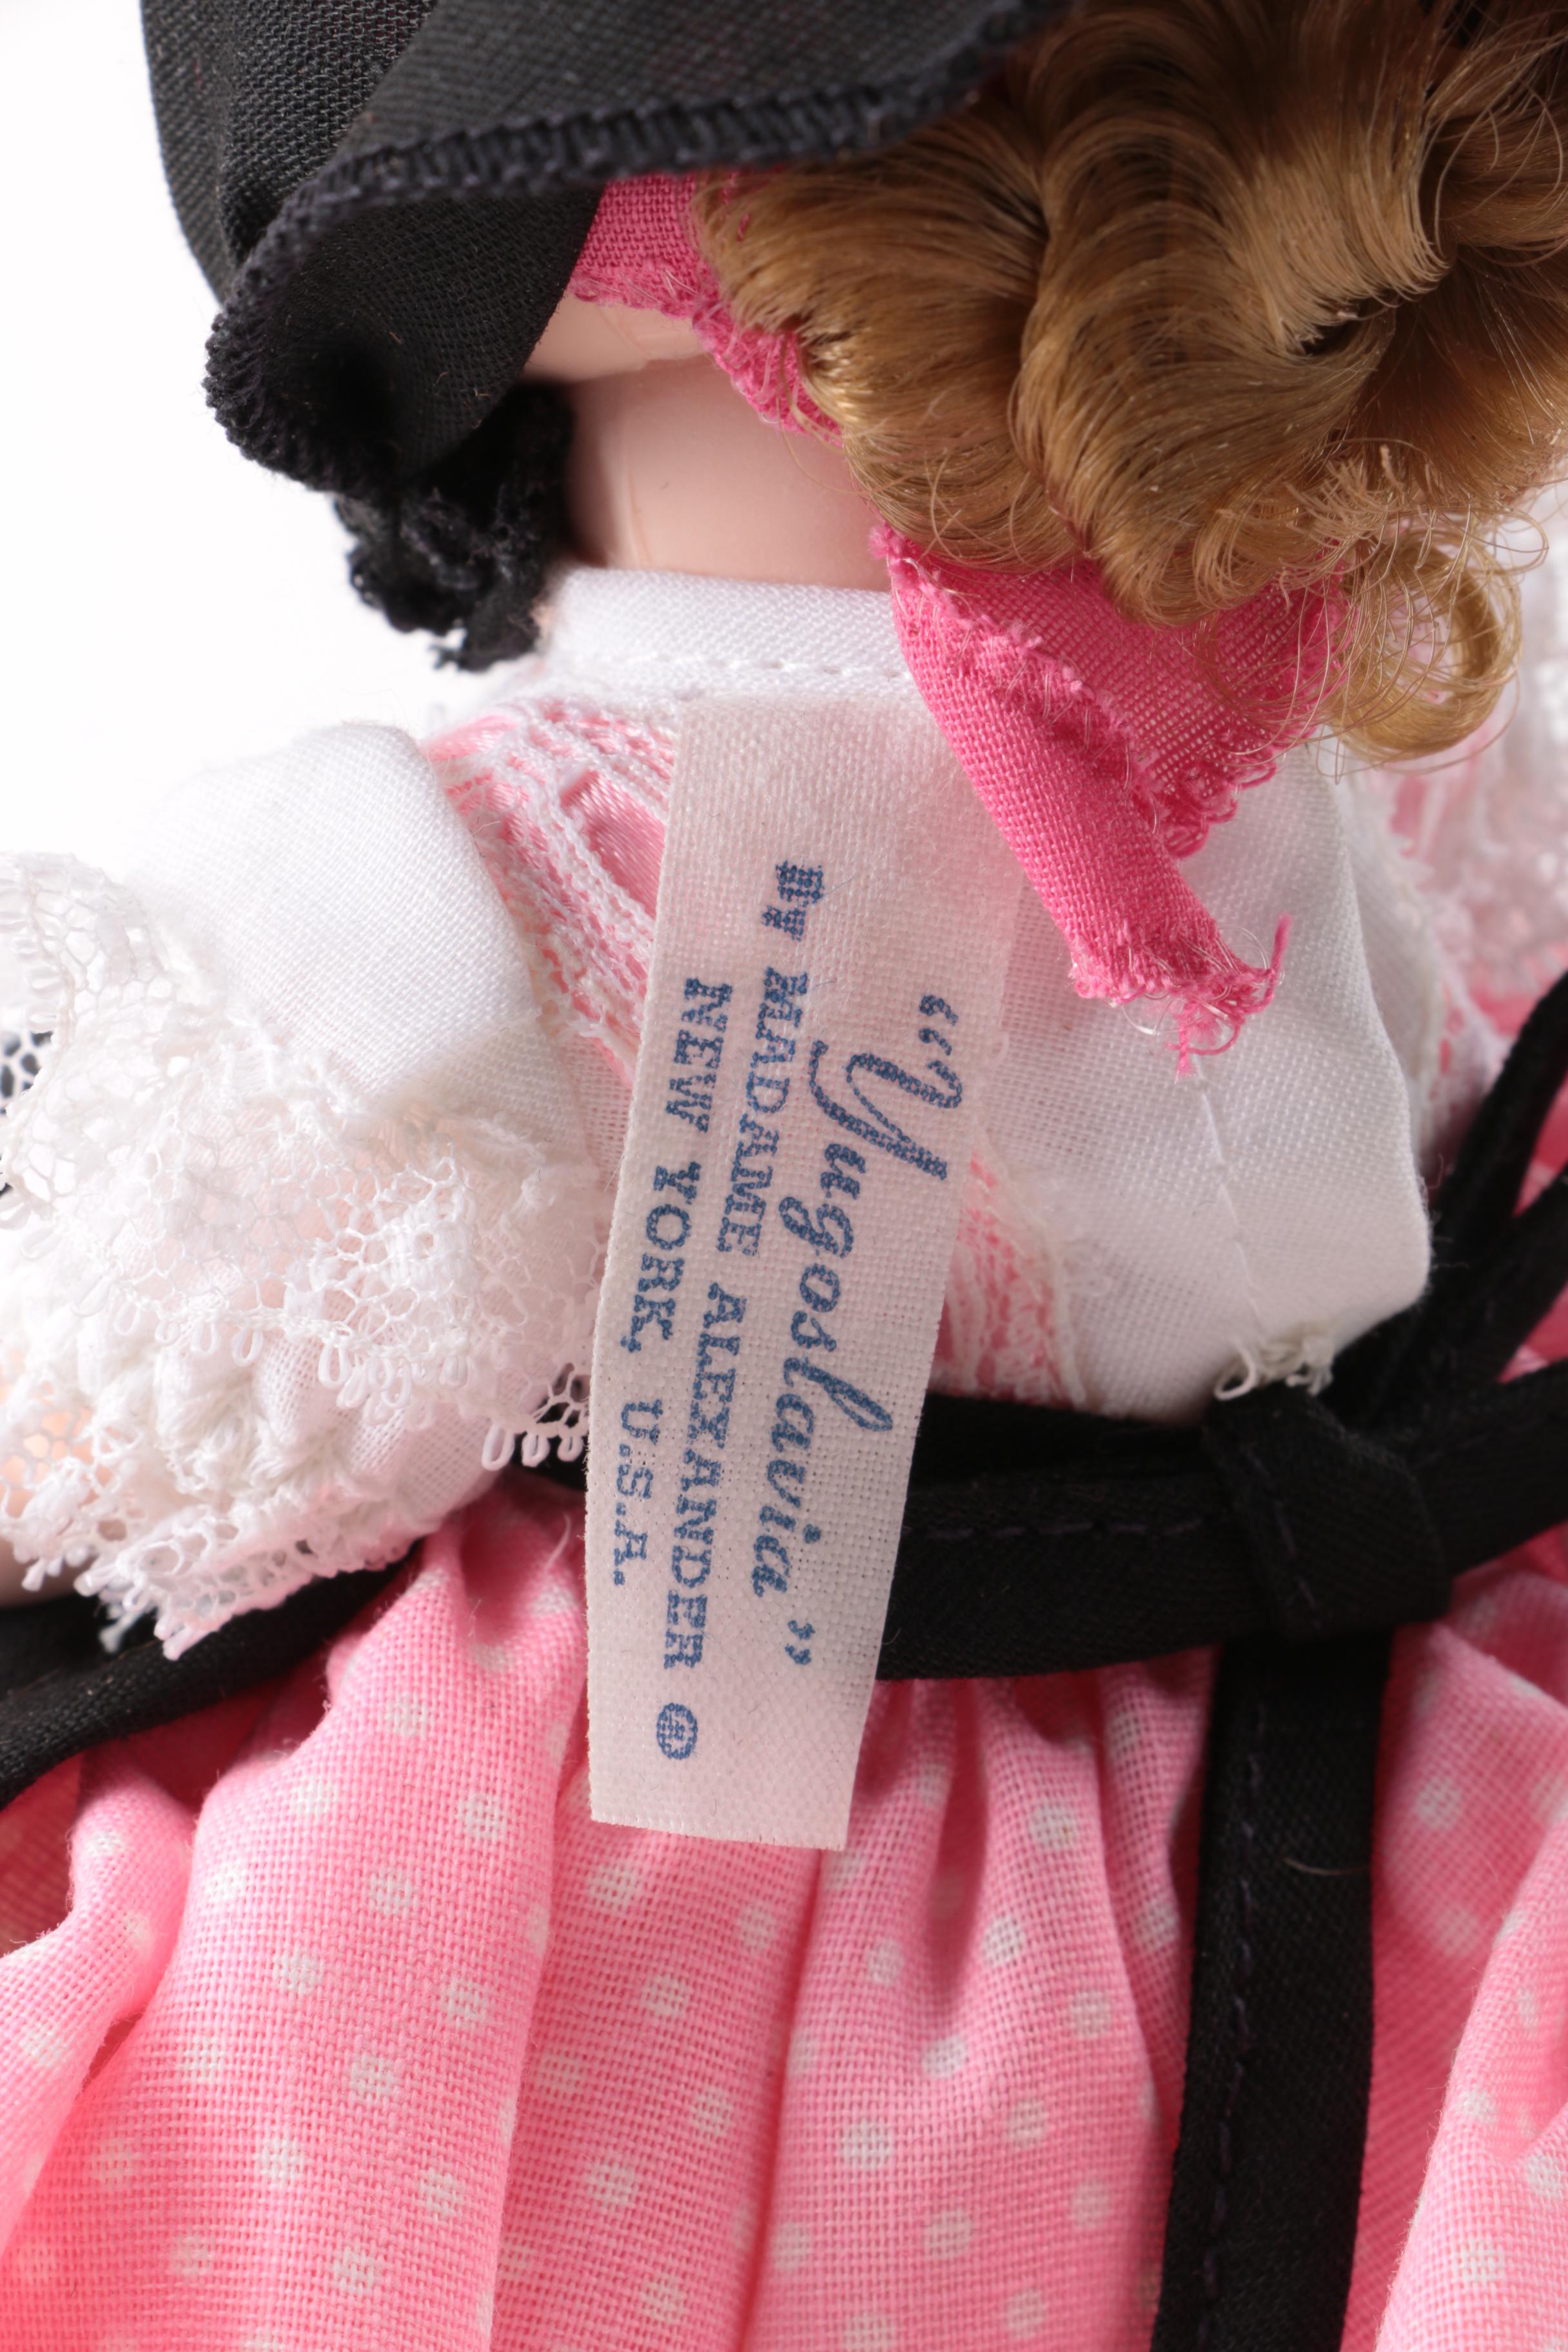 "Yugoslavia"
BY MADAME ALEXANDER ®
NEW YORK, U.S.A.